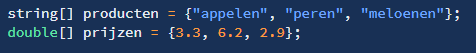 string[] producten = {"appelen", "peren", "meloenen"};
double[] prijzen = {3.3, 6.2, 2.9};